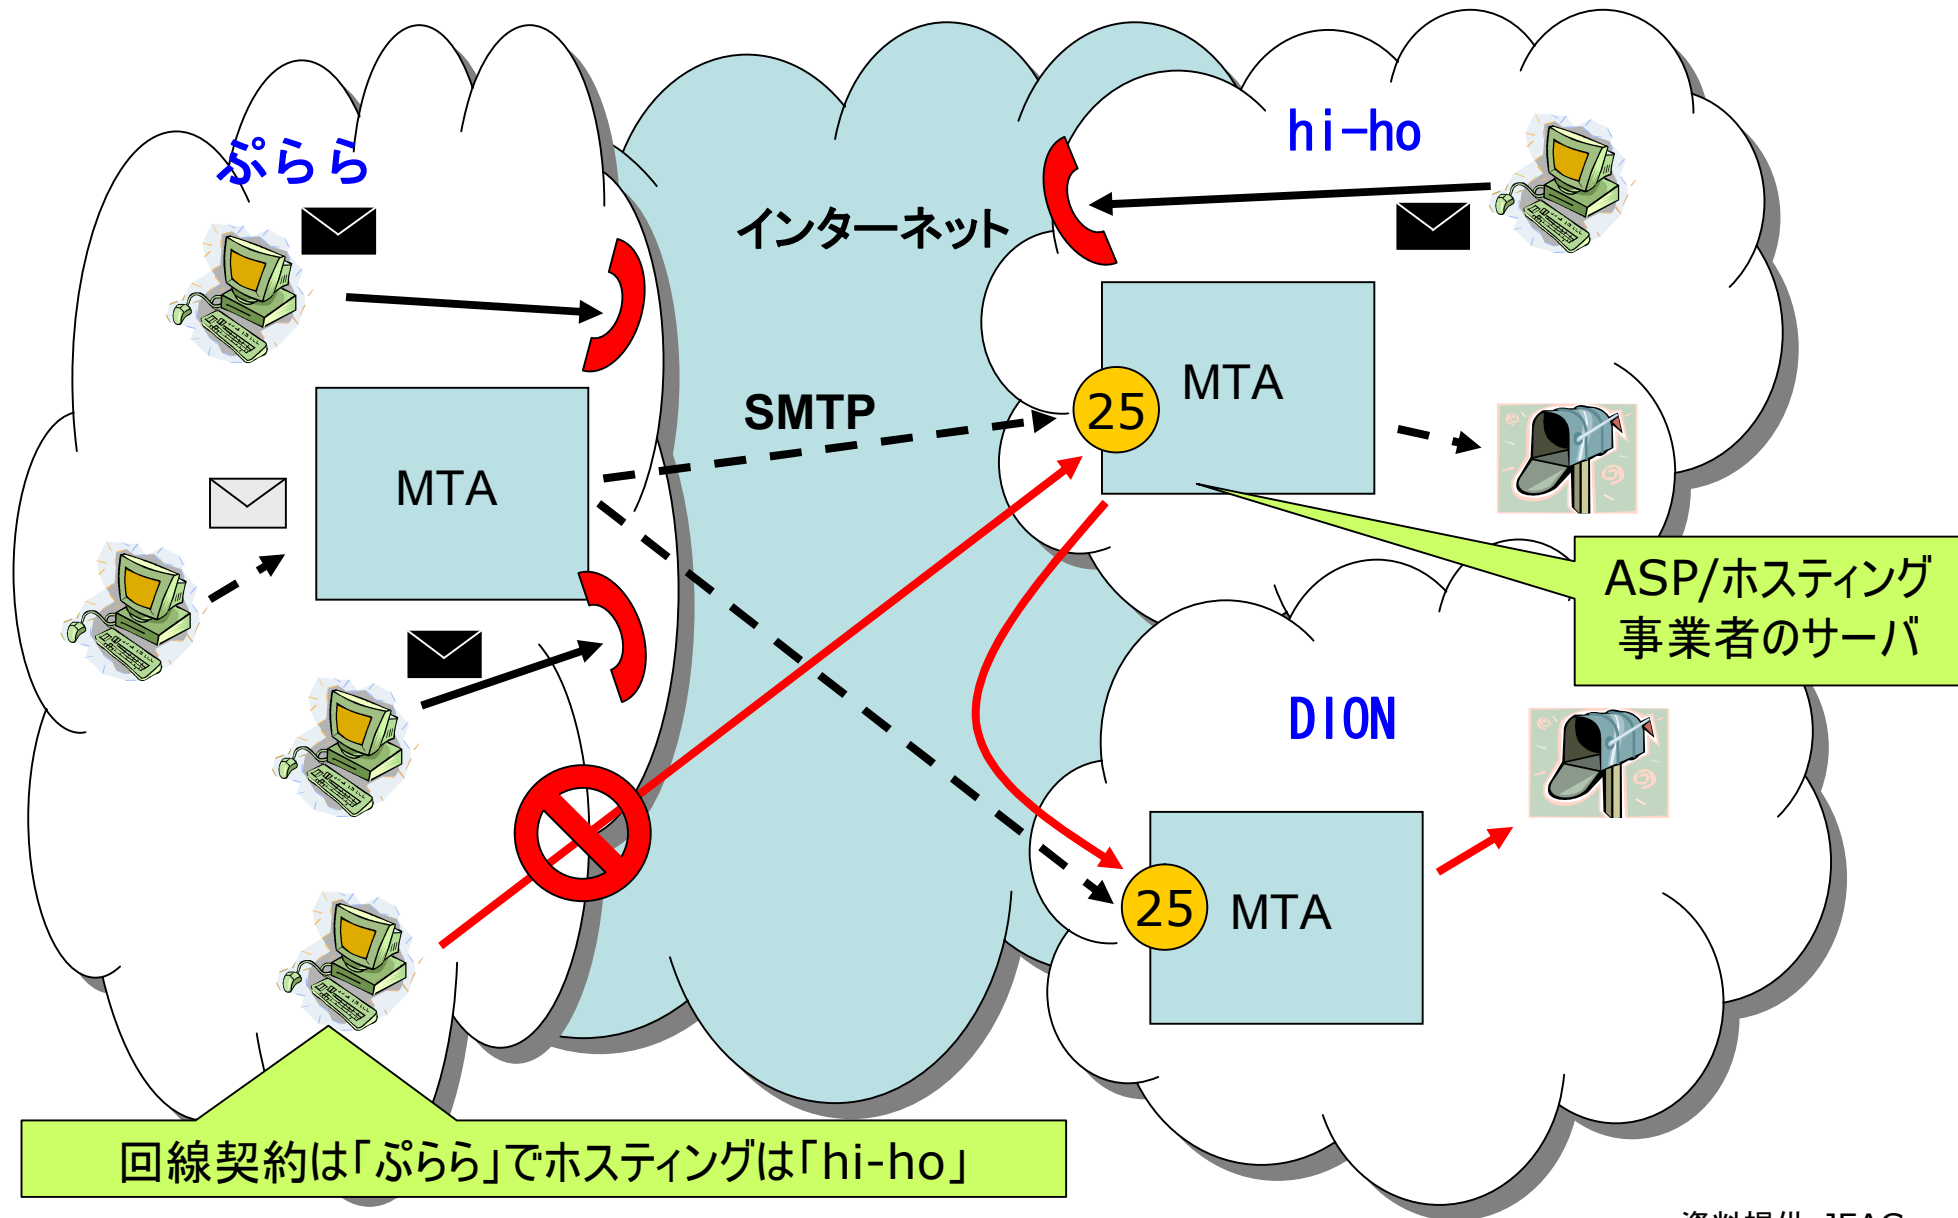 ぷらら
hi-ho
インターネット
MTA
SMTP
25
MTA
ASP/ホスティング
事業者のサーバ
DION
25
MTA
回線契約は「ぷらら」でホスティングは「hi-ho」